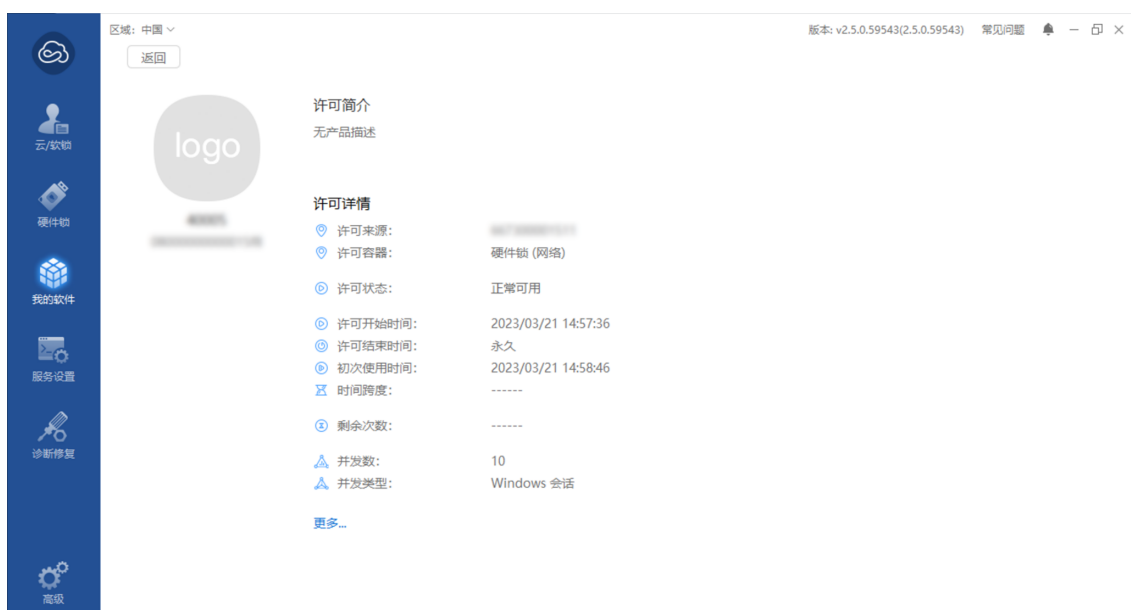 区域: 中国
版本: v2.5.0.59543(2.5.0.59543) 常见问题
返回
云/软锁
硬件锁
我的软件
服务设置
诊断修复
高级
logo
许可简介
无产品描述
许可详情
许可来源:
许可容器: 硬件锁 (网络)
许可状态: 正常可用
许可开始时间: 2023/03/21 14:57:36
许可结束时间: 永久
初次使用时间: 2023/03/21 14:58:46
时间跨度: ------
剩余次数: ------
并发数: 10
并发类型: Windows 会话
更多...